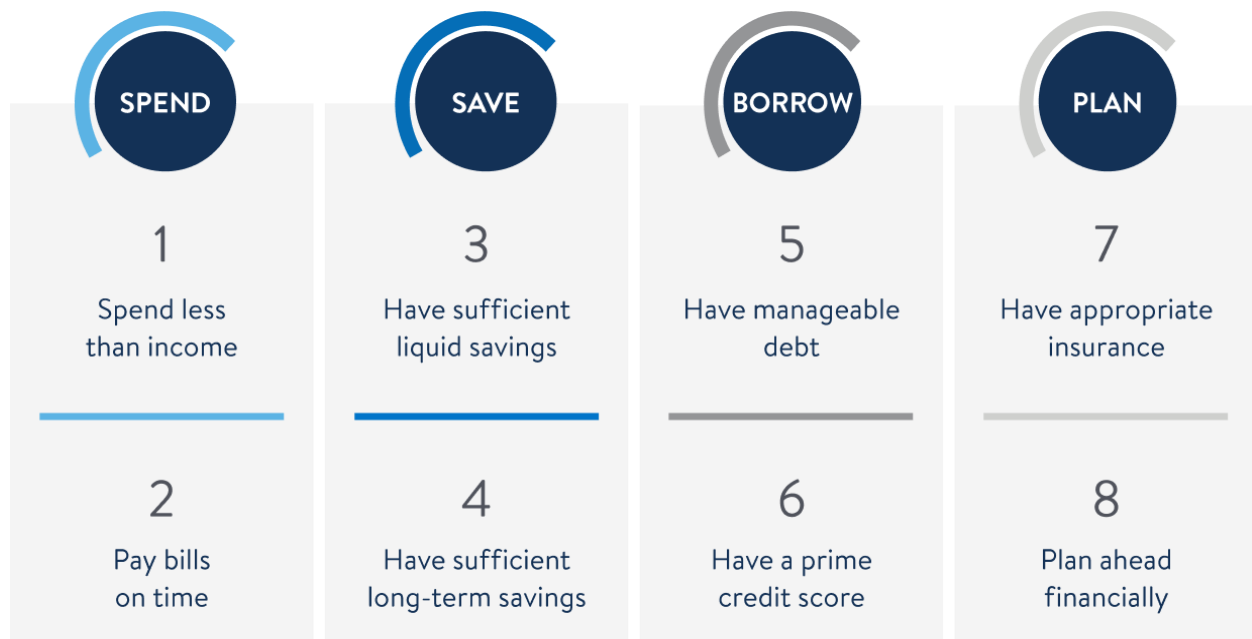 SPEND
1
Spend less
than income
2
Pay bills
on time
SAVE
3
Have sufficient
liquid savings
4
Have sufficient
long-term savings
BORROW
5
Have manageable
debt
6
Have a prime
credit score
PLAN
7
Have appropriate
insurance
8
Plan ahead
financially